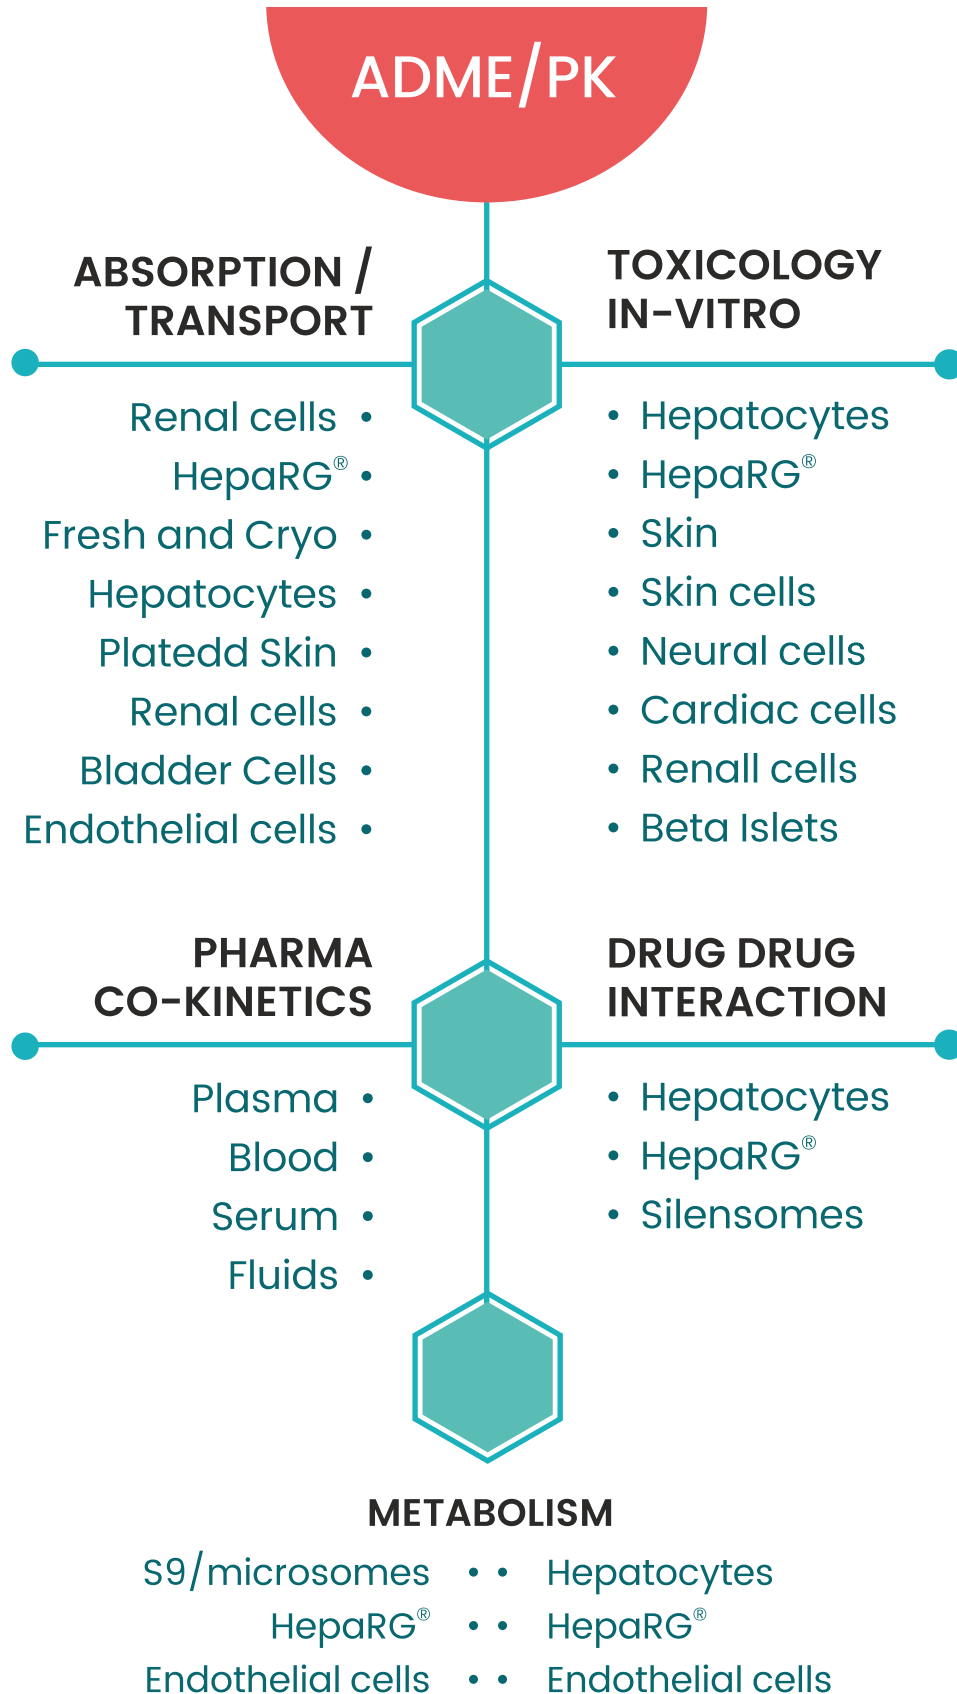 ADME/PK
ABSORPTION /
TRANSPORT
Renal cells •
HepaRG® •
Fresh and Cryo •
Hepatocytes •
Platedd Skin •
Renal cells •
Bladder Cells •
Endothelial cells •
TOXICOLOGY
IN-VITRO
• Hepatocytes
• HepaRG®
• Skin
• Skin cells
• Neural cells
• Cardiac cells
• Renall cells
• Beta Islets
PHARMA
CO-KINETICS
Plasma •
Blood •
Serum •
Fluids •
DRUG DRUG
INTERACTION
• Hepatocytes
• HepaRG®
• Silensomes
METABOLISM
S9/microsomes •
HepaRG® •
Endothelial cells •
• Hepatocytes
• HepaRG®
• Endothelial cells